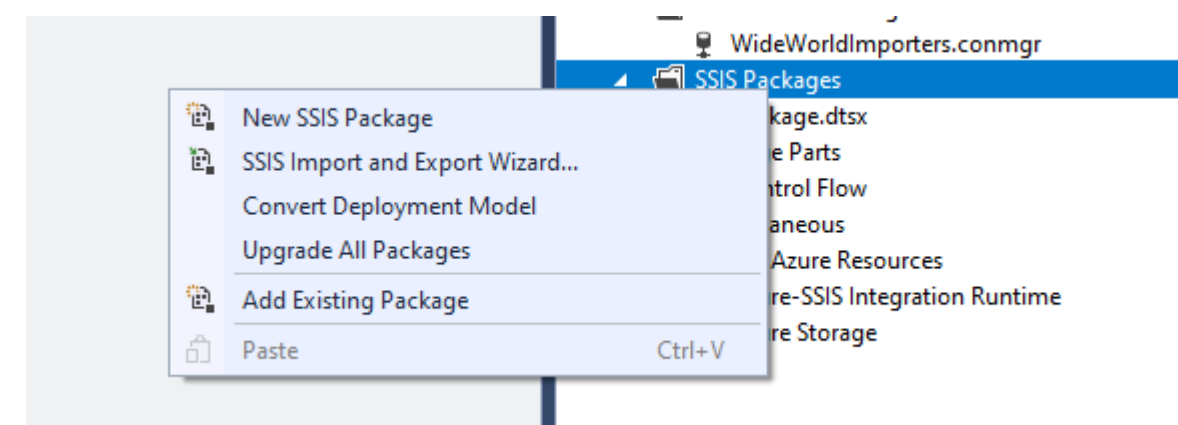 WideWorldImporters.conmgr
SSIS Packages
New SSIS Package
kage.dtsx
SSIS Import and Export Wizard...
e Parts
Convert Deployment Model
ntrol Flow
aneous
Upgrade All Packages
Azure Resources
Add Existing Package
re-SSIS Integration Runtime
Paste Ctrl+V
re Storage